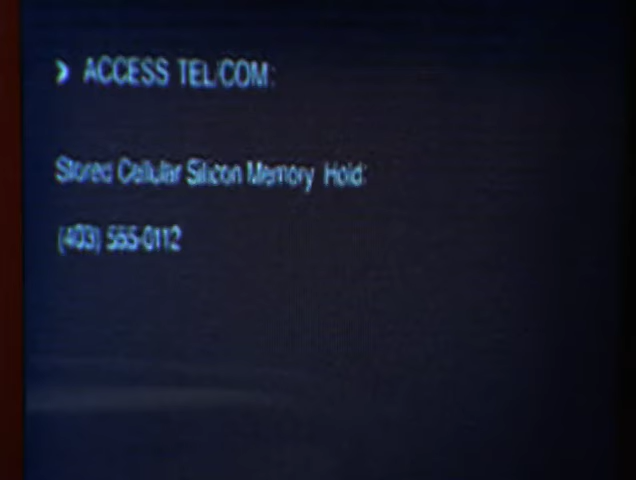 › ACCESS TEL/COM:
Stored Cellular Silicon Memory Hold:
(403) 555-0112